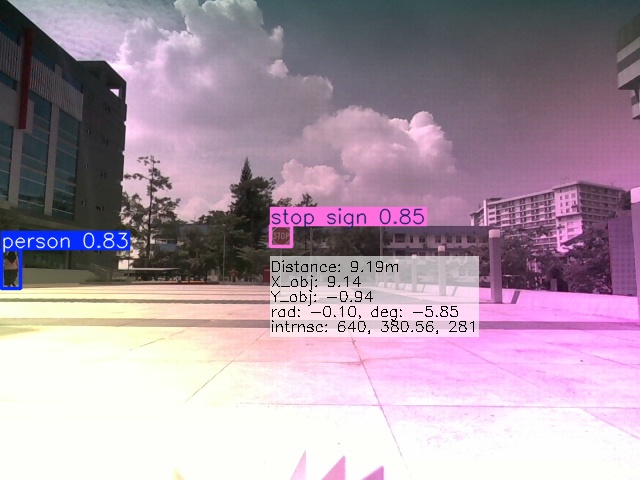 stop sign 0.85
person 0.83
STOP
Distance: 9.19m
X_obj: 9.14
Y_obj: -0.94
rad: -0.10, deg: -5.85
intrnsc: 640, 380.56, 281